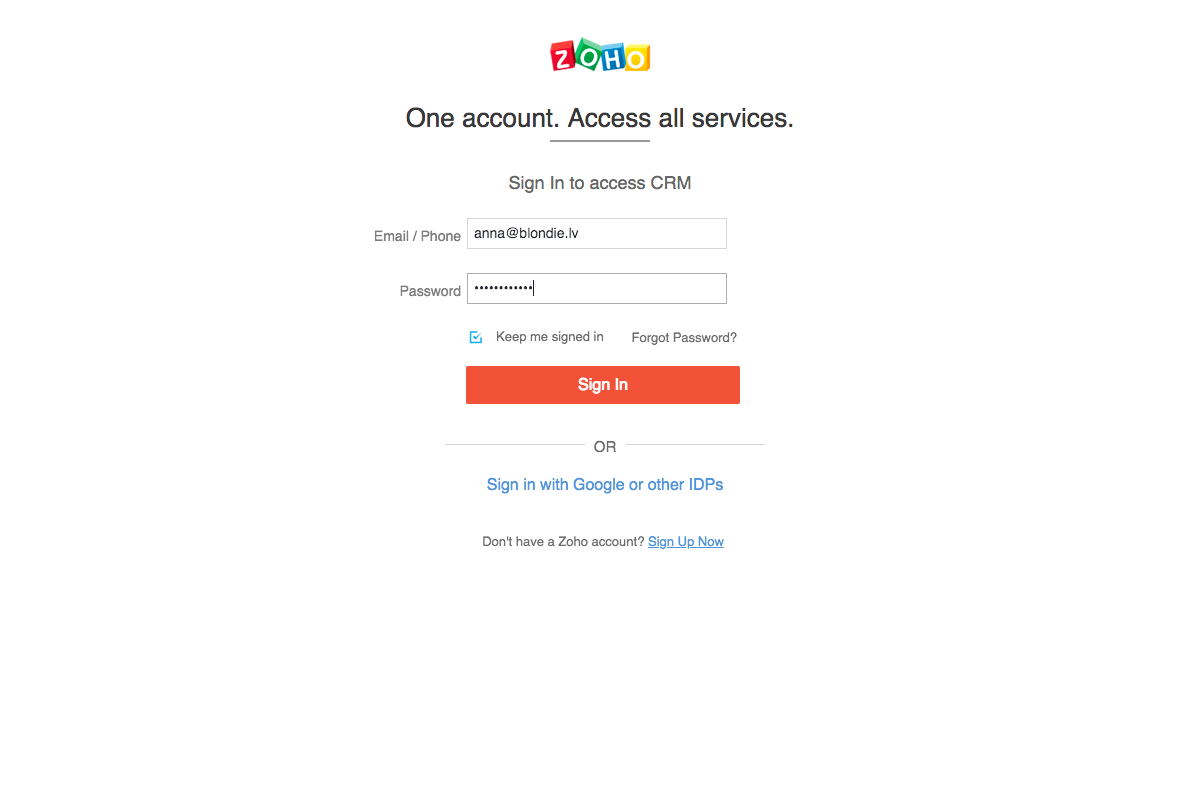 ZOHO
One account. Access all services.
Sign In to access CRM
Email / Phone anna@blondie.lv
Password ••••••••••••
Keep me signed in Forgot Password?
Sign In
OR
Sign in with Google or other IDPs
Don't have a Zoho account? Sign Up Now